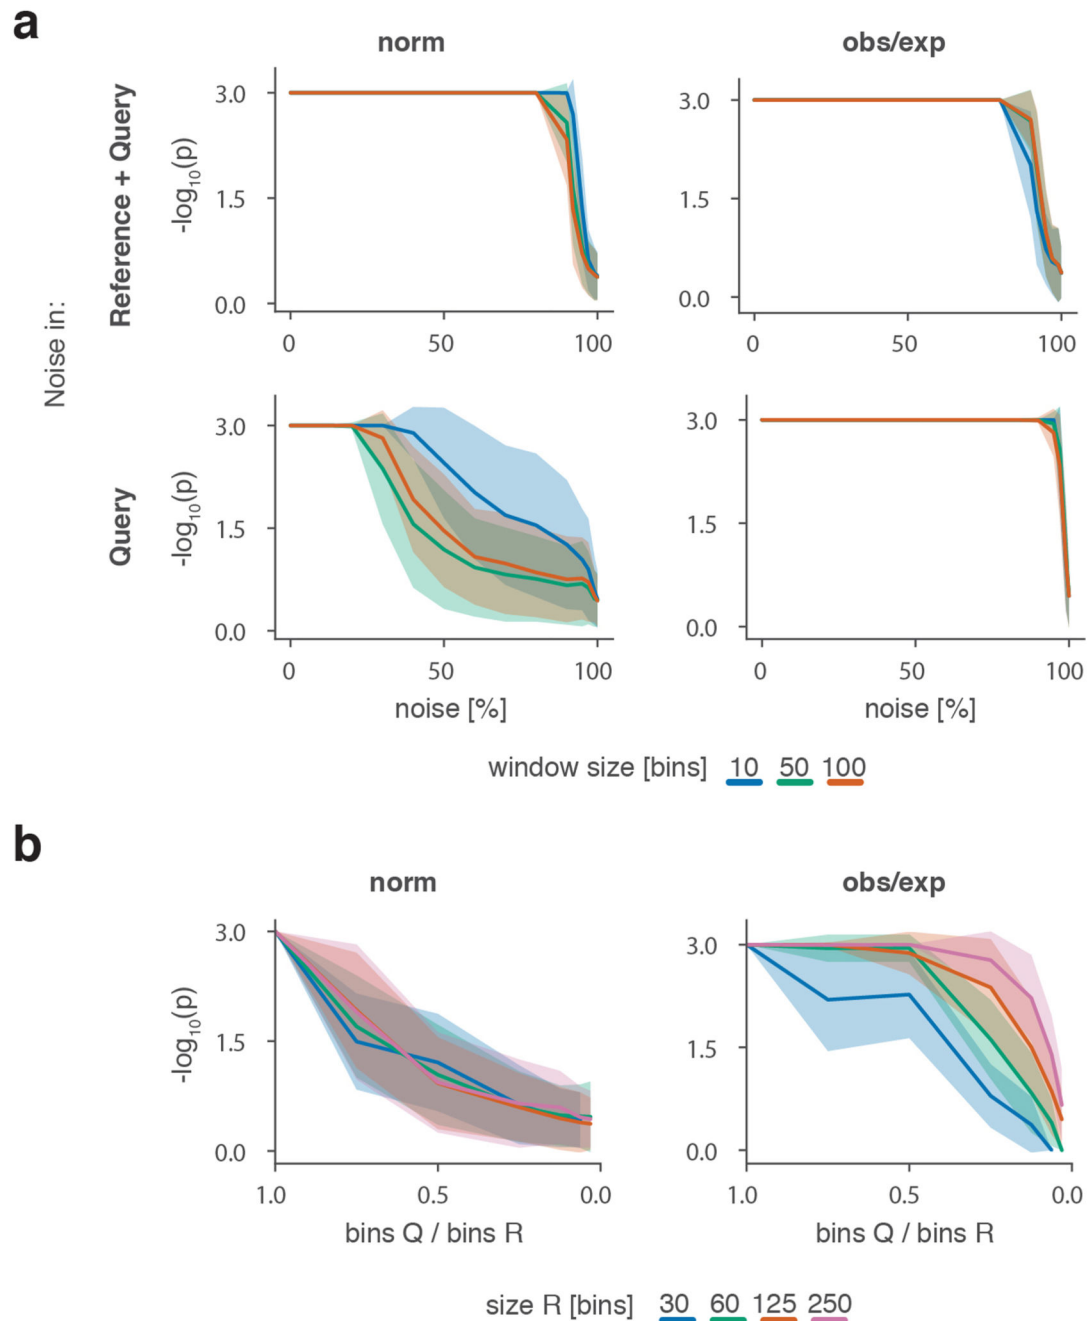 a
norm
obs/exp
Noise in:
Reference + Query
-log10(p)
3.0
1.5
0.0
0 50 100
3.0
1.5
0.0
0 50 100
Query
-log10(p)
3.0
1.5
0.0
0 50 100
noise [%]
3.0
1.5
0.0
0 50 100
noise [%]
window size [bins] 10 50 100
b
norm
obs/exp
-log10(p)
3.0
1.5
0.0
1.0 0.5 0.0
bins Q / bins R
3.0
1.5
0.0
1.0 0.5 0.0
bins Q / bins R
size R [bins] 30 60 125 250